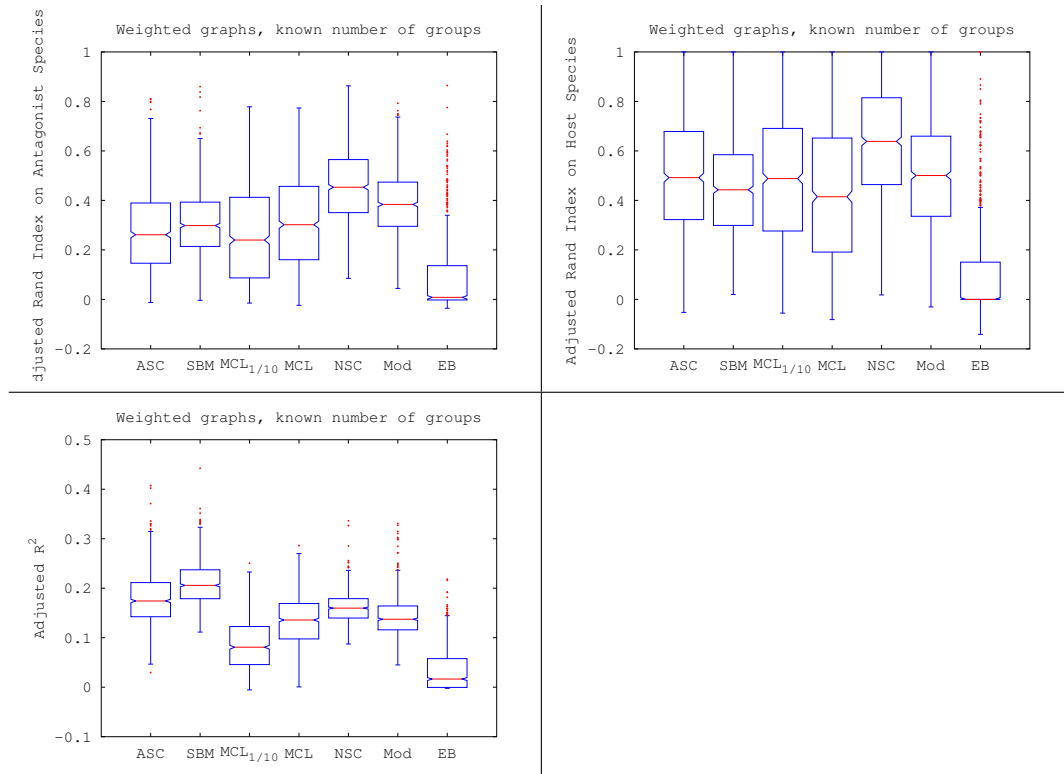 Weighted graphs, known number of groups
djusted Rand Index on Antagonist Species
1
0.8
0.6
0.4
0.2
0
-0.2
ASC SBM MCL1/10 MCL NSC Mod EB
Weighted graphs, known number of groups
Adjusted Rand Index on Host Species
1
0.8
0.6
0.4
0.2
0
-0.2
ASC SBM MCL1/10 MCL NSC Mod EB
Weighted graphs, known number of groups
Adjusted R2
0.5
0.4
0.3
0.2
0.1
0
-0.1
ASC SBM MCL1/10 MCL NSC Mod EB